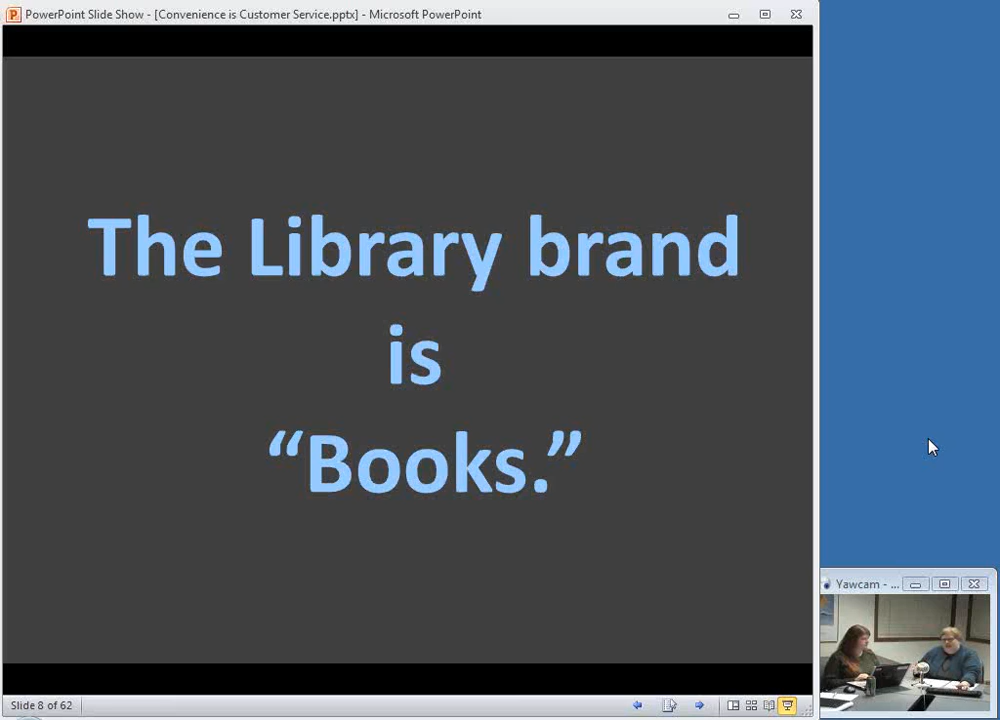 PowerPoint Slide Show - [Convenience is Customer Service.pptx] - Microsoft PowerPoint
The Library brand
is
“Books.”
Yawcam - ...
Slide 8 of 62